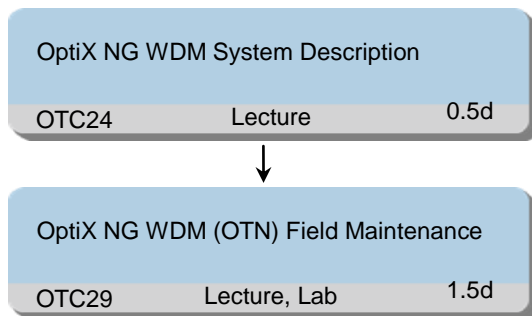 OptiX NG WDM System Description
OTC24 Lecture 0.5d
OptiX NG WDM (OTN) Field Maintenance
OTC29 Lecture, Lab 1.5d